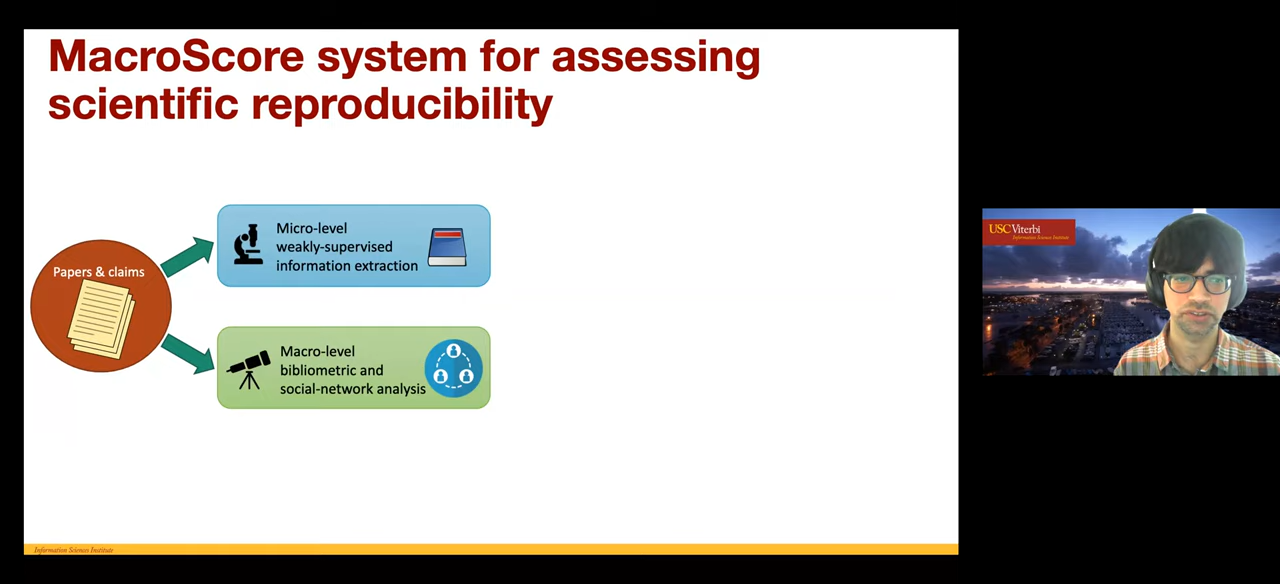 MacroScore system for assessing
scientific reproducibility
Papers & claims
Micro-level
weakly-supervised
information extraction
Macro-level
bibliometric and
social-network analysis
Information Sciences Institute
USC Viterbi
Information Sciences Institute